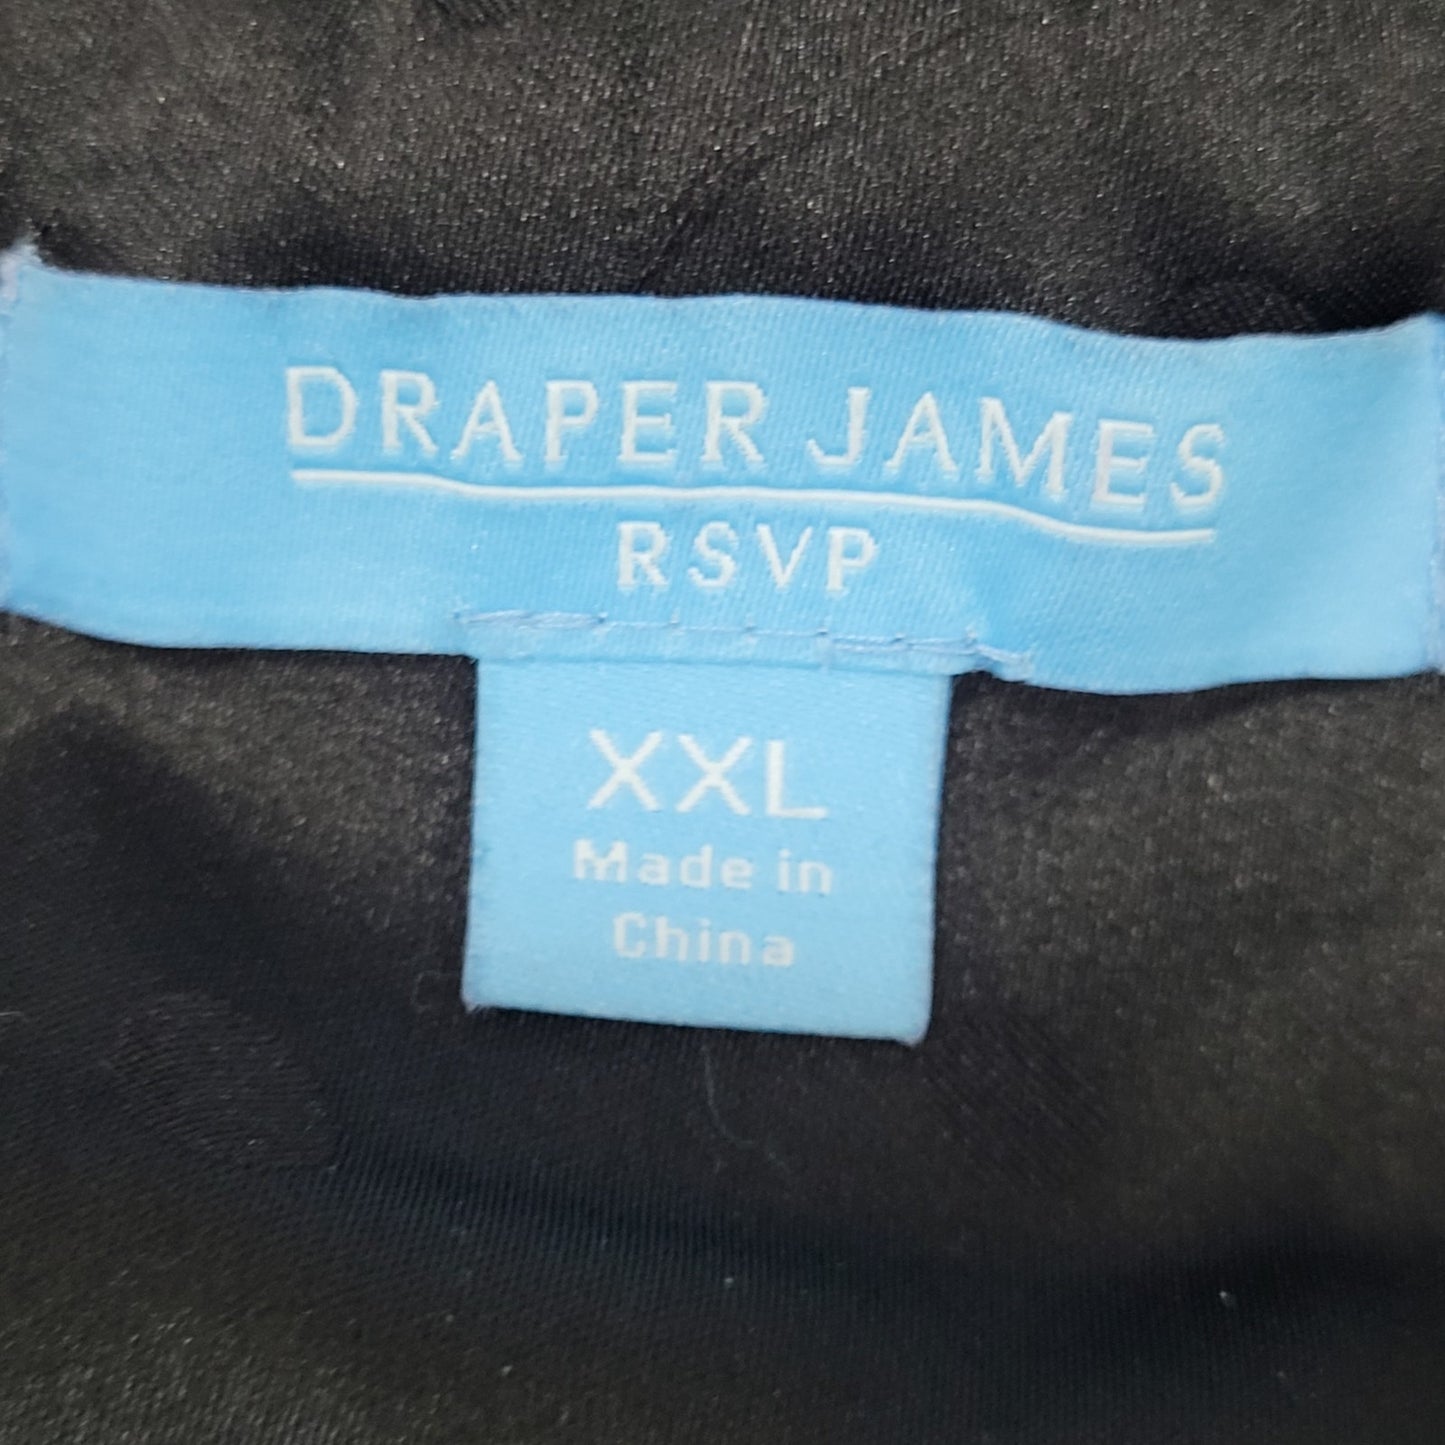 DRAPER JAMES
RSVP
XXL
Made in
China